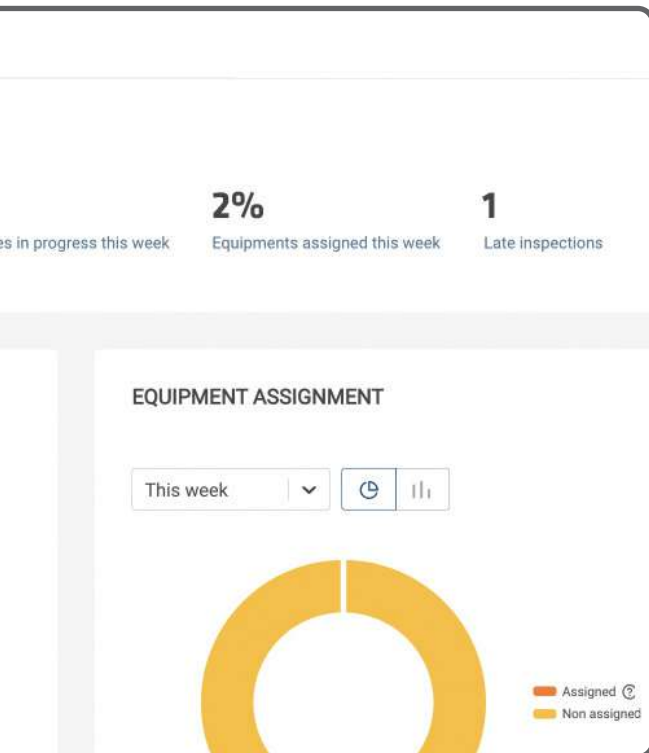 2%
1
in progress this week
Equipments assigned this week
Late inspections
EQUIPMENT ASSIGNMENT
This week
Assigned
Non assigned